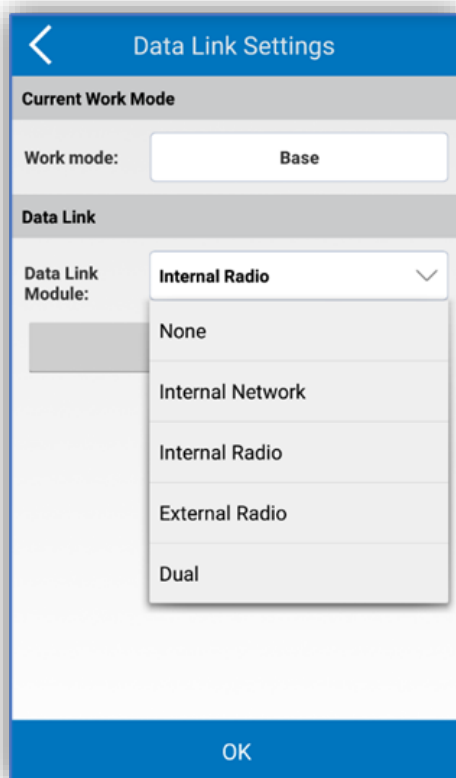 Data Link Settings
Current Work Mode
Work mode:
Base
Data Link
Data Link
Module:
Internal Radio
None
Internal Network
Internal Radio
External Radio
Dual
OK